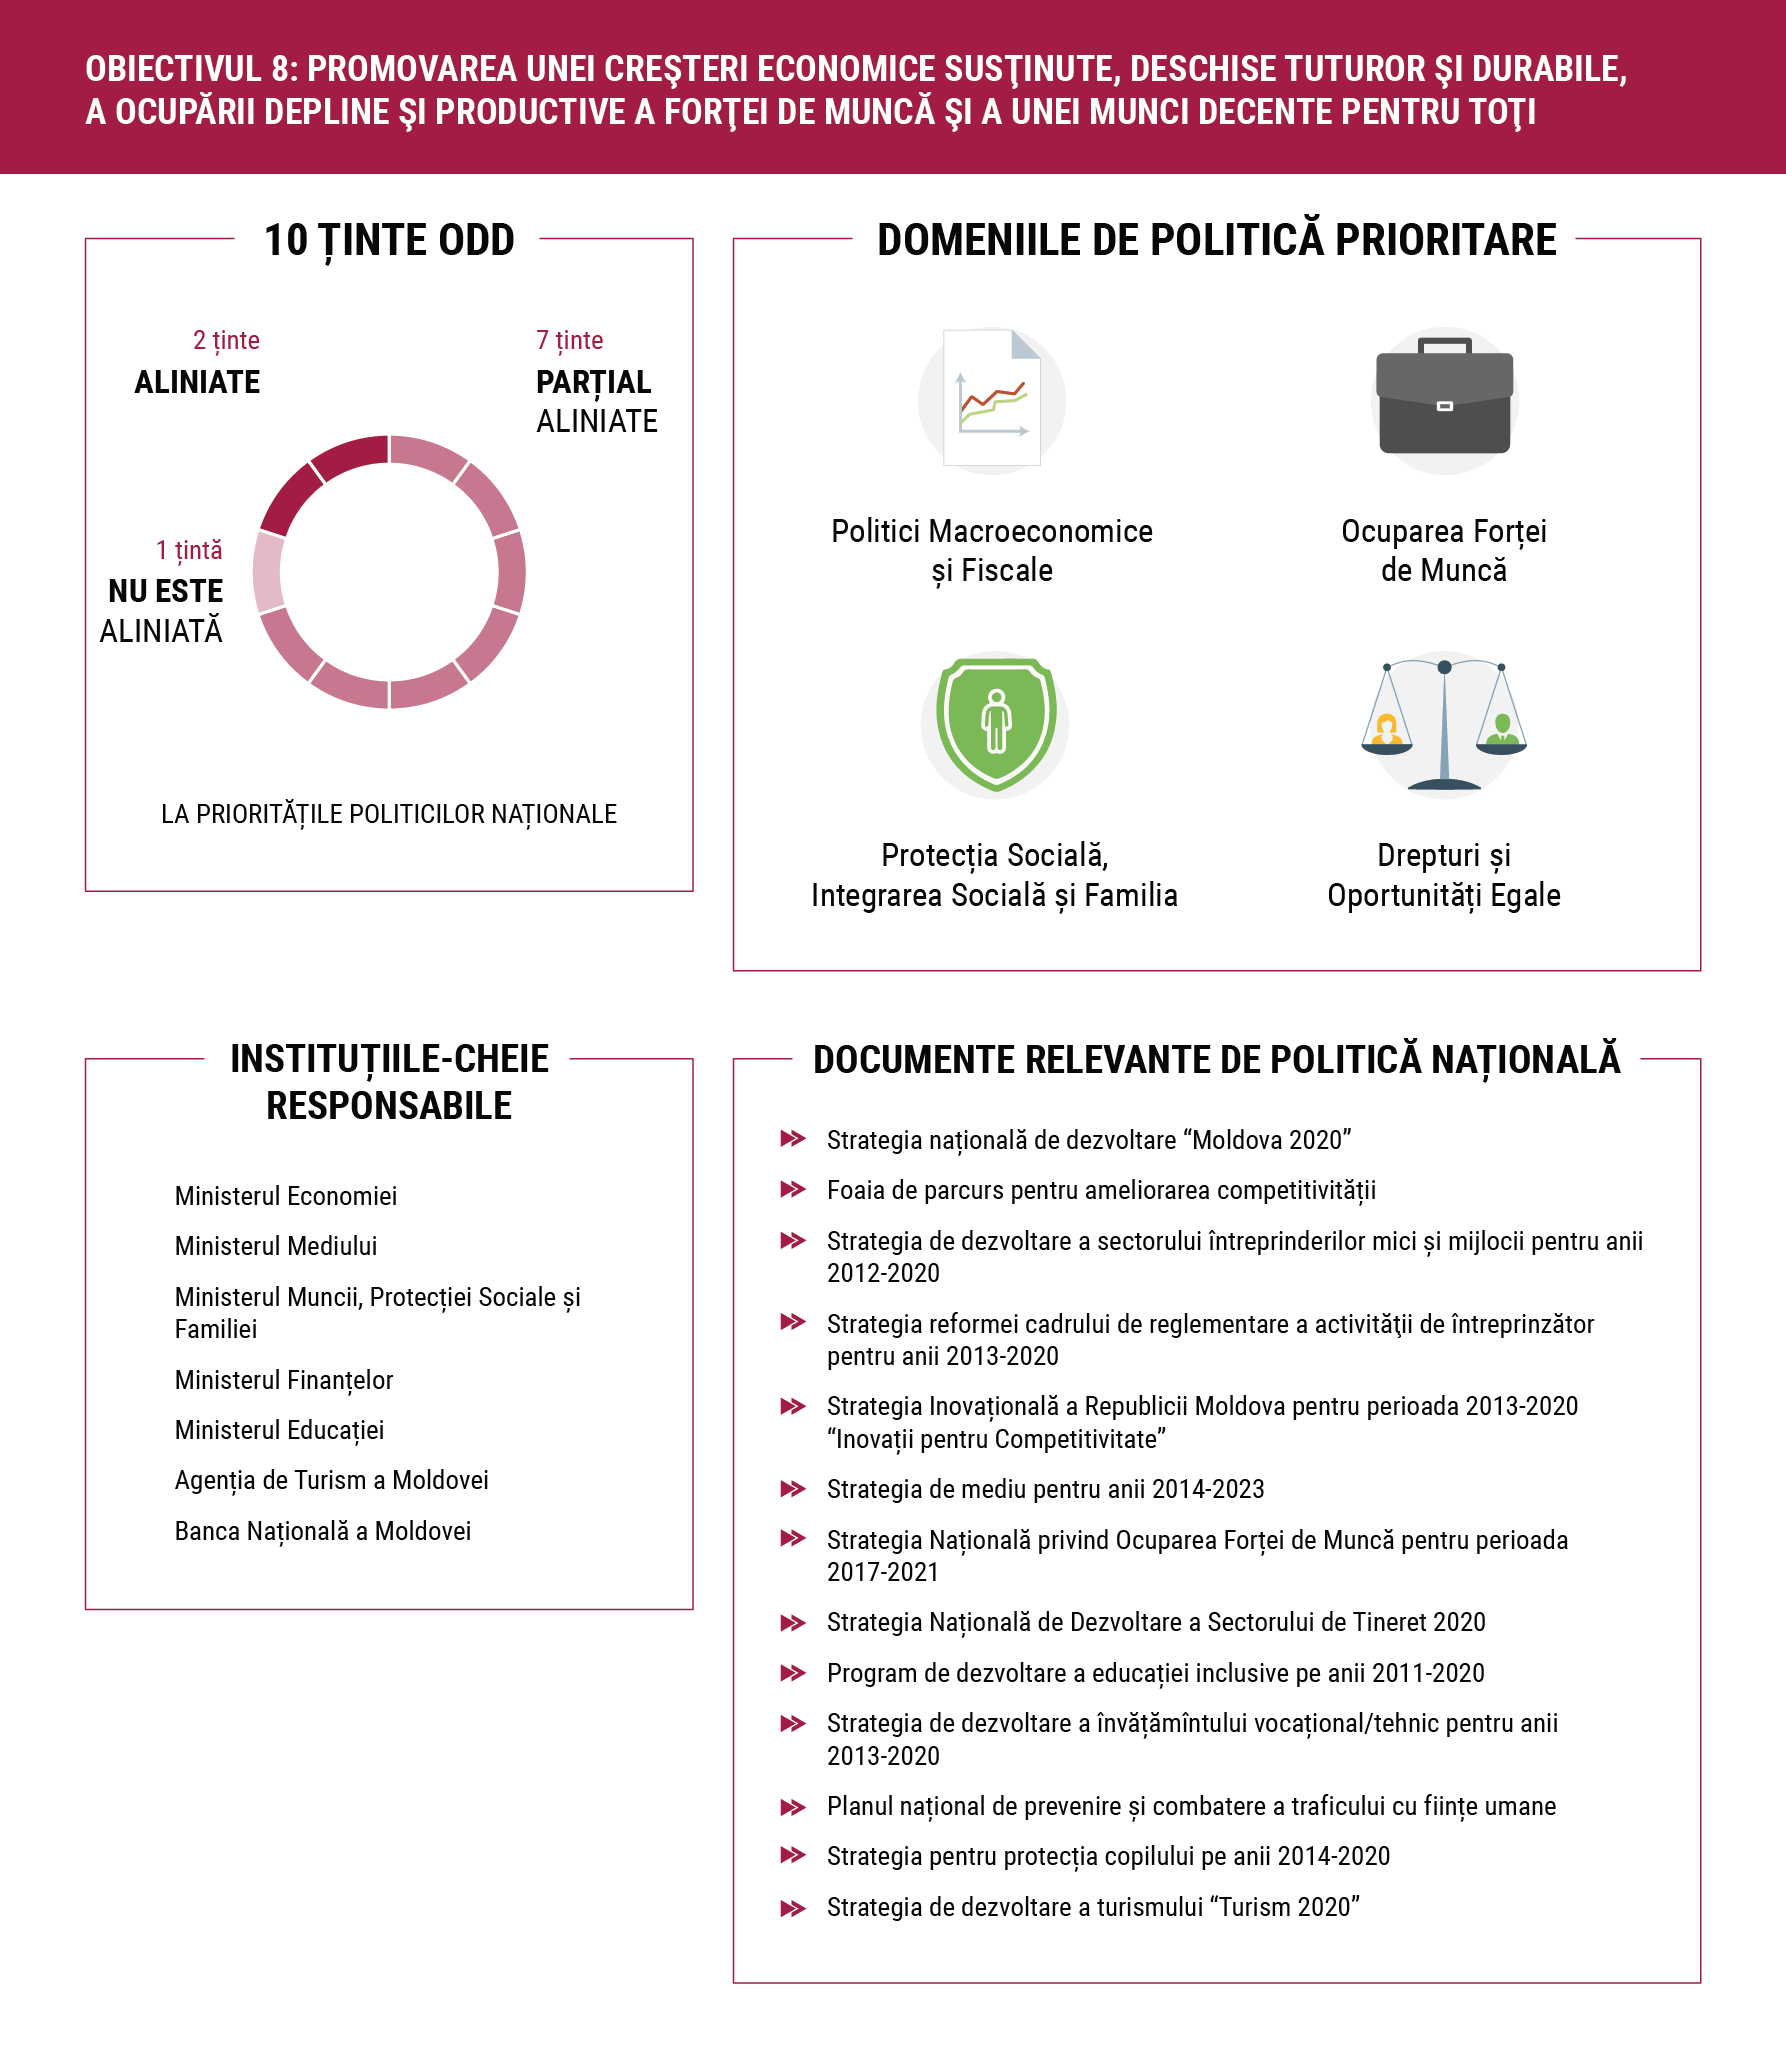 OBIECTIVUL 8: PROMOVAREA UNEI CREŞTERI ECONOMICE SUSŢINUTE, DESCHISE TUTUROR ŞI DURABILE,
A OCUPĂRII DEPLINE ŞI PRODUCTIVE A FORŢEI DE MUNCĂ ŞI A UNEI MUNCI DECENTE PENTRU TOŢI
10 ȚINTE ODD
2 ținte
ALINIATE
7 ținte
PARȚIAL
ALINIATE
1 țintă
NU ESTE
ALINIATĂ
LA PRIORITĂȚILE POLITICILOR NAȚIONALE
DOMENIILE DE POLITICĂ PRIORITARE
Politici Macroeconomice
și Fiscale
Ocuparea Forței
de Muncă
Protecția Socială,
Integrarea Socială și Familia
Drepturi și
Oportunități Egale
INSTITUȚIILE-CHEIE
RESPONSABILE
Ministerul Economiei
Ministerul Mediului
Ministerul Muncii, Protecției Sociale și
Familiei
Ministerul Finanțelor
Ministerul Educației
Agenția de Turism a Moldovei
Banca Națională a Moldovei
DOCUMENTE RELEVANTE DE POLITICĂ NAȚIONALĂ
Strategia națională de dezvoltare “Moldova 2020”
Foaia de parcurs pentru ameliorarea competitivității
Strategia de dezvoltare a sectorului întreprinderilor mici și mijlocii pentru anii
2012-2020
Strategia reformei cadrului de reglementare a activităţii de întreprinzător
pentru anii 2013-2020
Strategia Inovațională a Republicii Moldova pentru perioada 2013-2020
“Inovații pentru Competitivitate”
Strategia de mediu pentru anii 2014-2023
Strategia Națională privind Ocuparea Forței de Muncă pentru perioada
2017-2021
Strategia Națională de Dezvoltare a Sectorului de Tineret 2020
Program de dezvoltare a educației inclusive pe anii 2011-2020
Strategia de dezvoltare a învățămîntului vocațional/tehnic pentru anii
2013-2020
Planul național de prevenire și combatere a traficului cu ființe umane
Strategia pentru protecția copilului pe anii 2014-2020
Strategia de dezvoltare a turismului “Turism 2020”